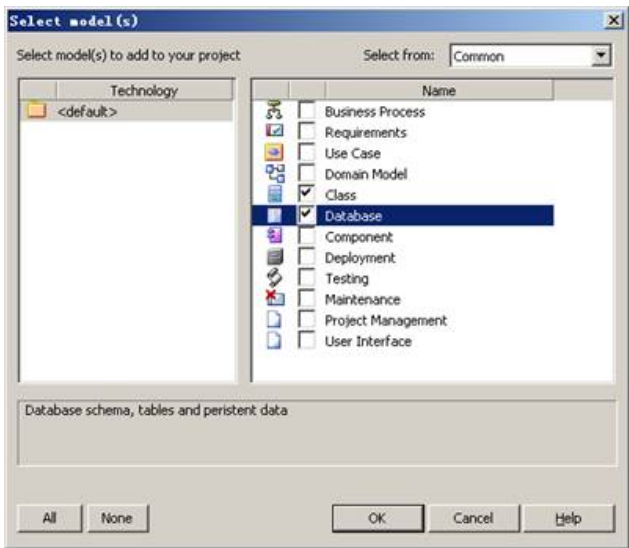 Select model(s)
Select model(s) to add to your project
Select from: Common
Technology
<default>
Name
Business Process
Requirements
Use Case
Domain Model
Class
Database
Component
Deployment
Testing
Maintenance
Project Management
User Interface
Database schema, tables and peristent data
All None OK Cancel Help